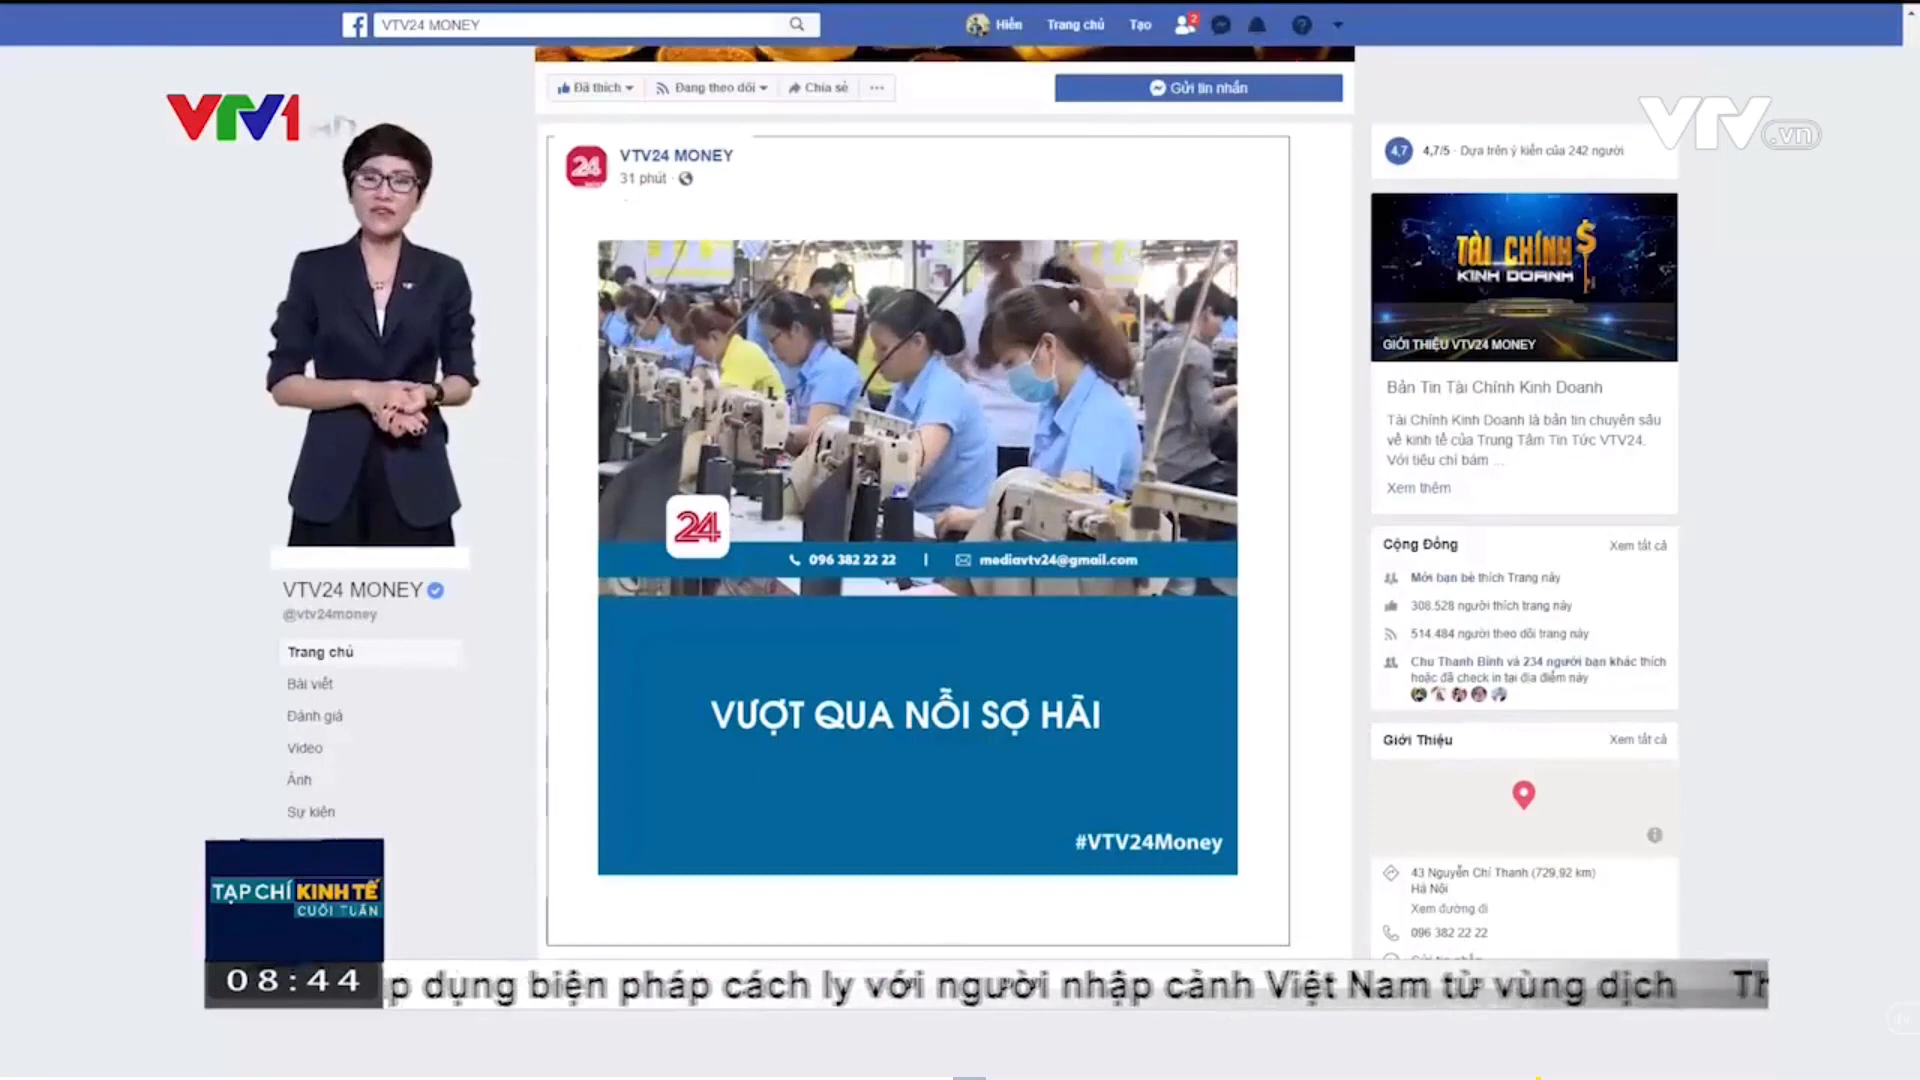 VTV24 MONEY
Hiền
Trang chủ
Tạo
2
Đã thích
Đang theo dõi
Chia sẻ
Gửi tin nhắn
VTV1
VTV.vn
24
VTV24 MONEY
31 phút
4,7
4,7/5 · Dựa trên ý kiến của 242 người
TÀI CHÍNH $
KINH DOANH
GIỚI THIỆU VTV24 MONEY
Bản Tin Tài Chính Kinh Doanh
Tài Chính Kinh Doanh là bản tin chuyên sâu
về kinh tế của Trung Tâm Tin Tức VTV24.
Với tiêu chí bám ...
Xem thêm
24
096 382 22 22 | mediavtv24@gmail.com
VƯỢT QUA NỖI SỢ HÃI
#VTV24Money
VTV24 MONEY
@vtv24money
Trang chủ
Bài viết
Đánh giá
Video
Ảnh
Sự kiện
Cộng Đồng
Xem tất cả
Mời bạn bè thích Trang này
308.528 người thích trang này
514.484 người theo dõi trang này
Chu Thanh Bình và 234 người bạn khác thích
hoặc đã check in tại địa điểm này
Giới Thiệu
Xem tất cả
43 Nguyễn Chí Thanh (729,92 km)
Hà Nội
Xem đường đi
096 382 22 22
TẠP CHÍ KINH TẾ
CUỐI TUẦN
08:44
p dụng biện pháp cách ly với người nhập cảnh Việt Nam từ vùng dịch